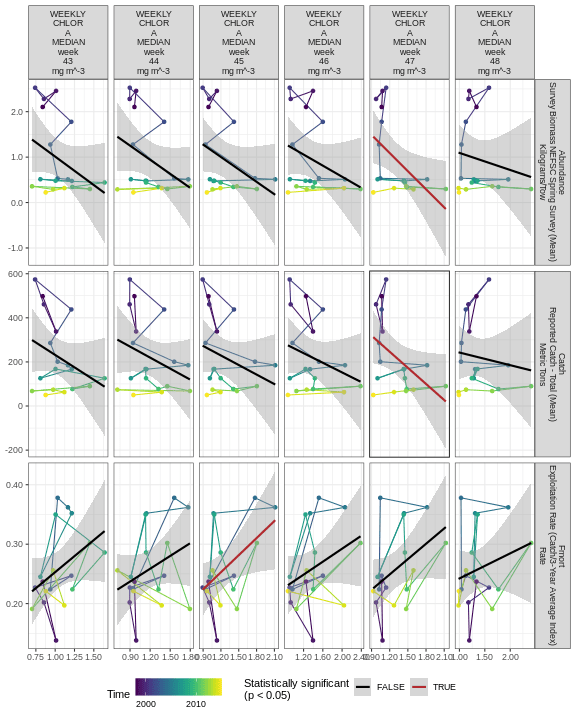 WEEKLY
CHLOR
A
MEDIAN
week
43
mg m^-3
WEEKLY
CHLOR
A
MEDIAN
week
44
mg m^-3
WEEKLY
CHLOR
A
MEDIAN
week
45
mg m^-3
WEEKLY
CHLOR
A
MEDIAN
week
46
mg m^-3
WEEKLY
CHLOR
A
MEDIAN
week
47
mg m^-3
WEEKLY
CHLOR
A
MEDIAN
week
48
mg m^-3
2.0
1.0
0.0
-1.0
Abundance
Survey Biomass NEFSC Spring Survey (Mean)
Kilograms/Tow
600
400
200
0
-200
Catch
Reported Catch - Total (Mean)
Metric Tons
0.40
0.30
0.20
Fmort
Exploitation Rate (Catch/3-Year Average Index)
Rate
0.75 1.00 1.25 1.50
0.90 1.20 1.50 1.80
0.90 1.20 1.50 1.80 2.10
1.20 1.60 2.00 2.40
0.90 1.20 1.50 1.80 2.10
1.00 1.50 2.00
Time
2000 2010
Statistically significant
(p < 0.05)
FALSE
TRUE